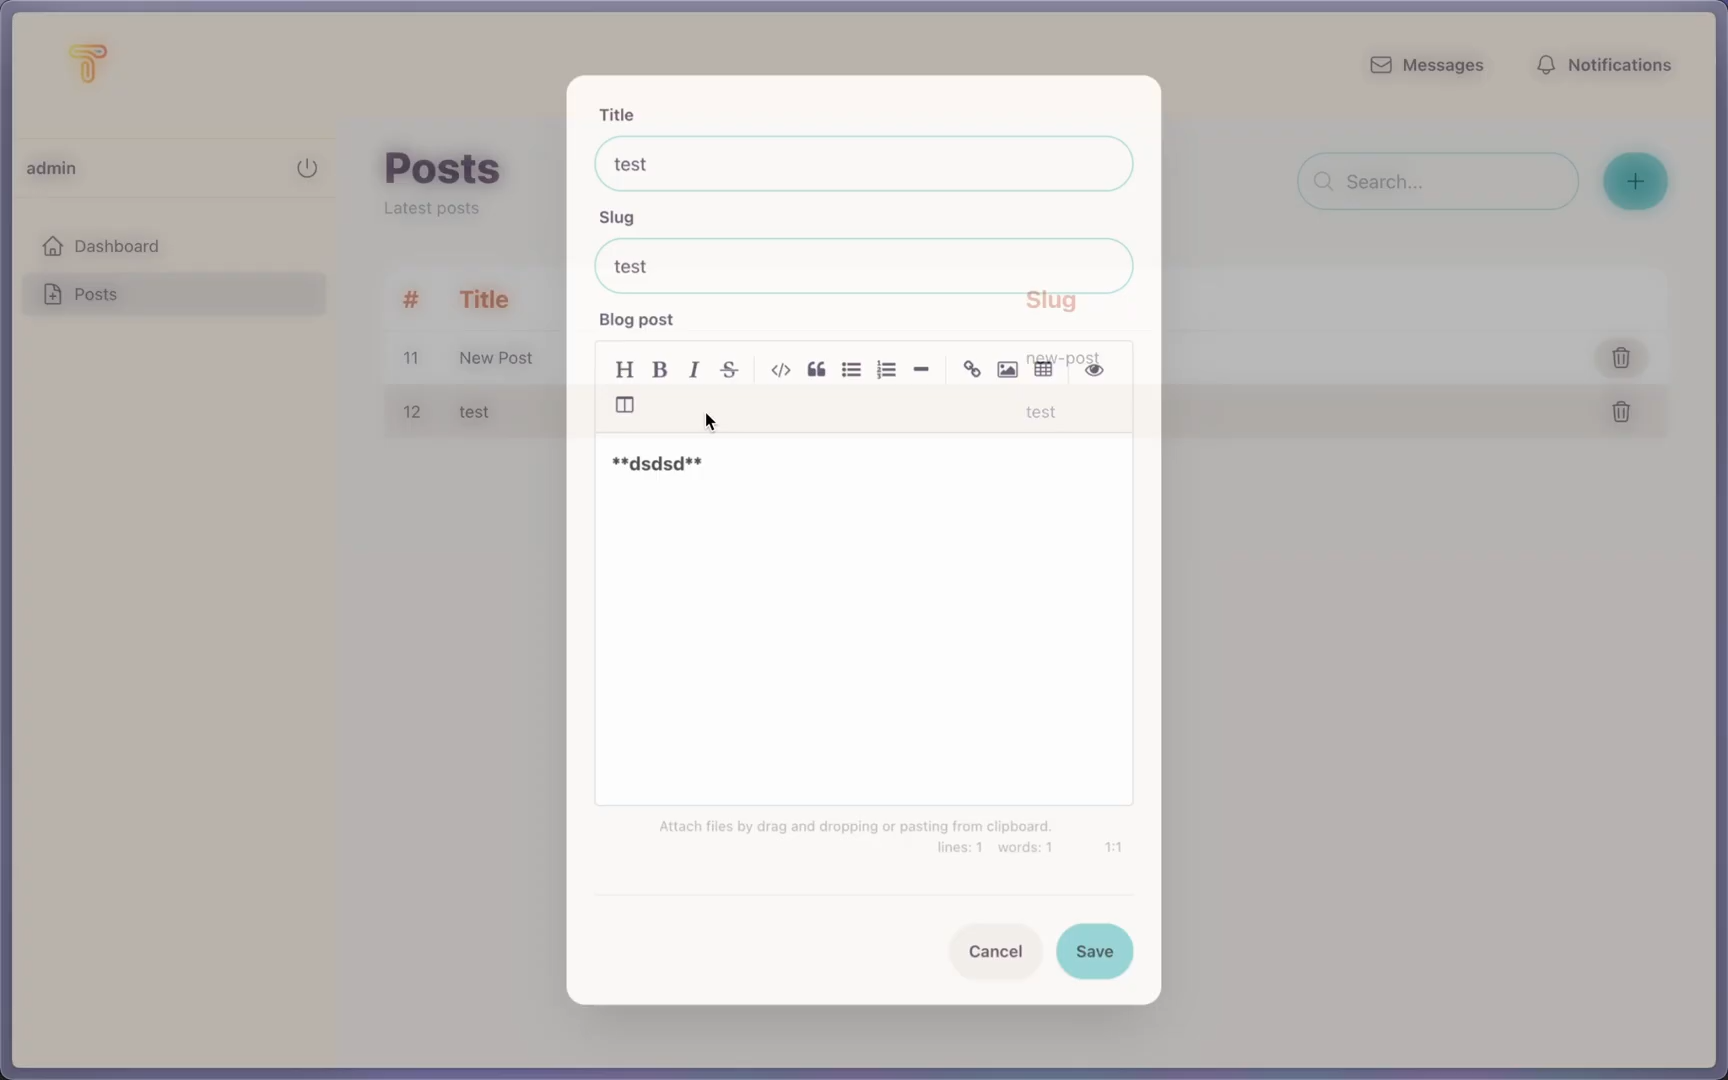 Messages
Notifications
admin
Dashboard
Posts
Posts
Latest posts
Search...
# Title Slug
11 New Post new-post
12 test test
Title
test
Slug
test
Blog post
H B I S
**dsdsd**
Attach files by drag and dropping or pasting from clipboard.
lines: 1 words: 1 1:1
Cancel
Save